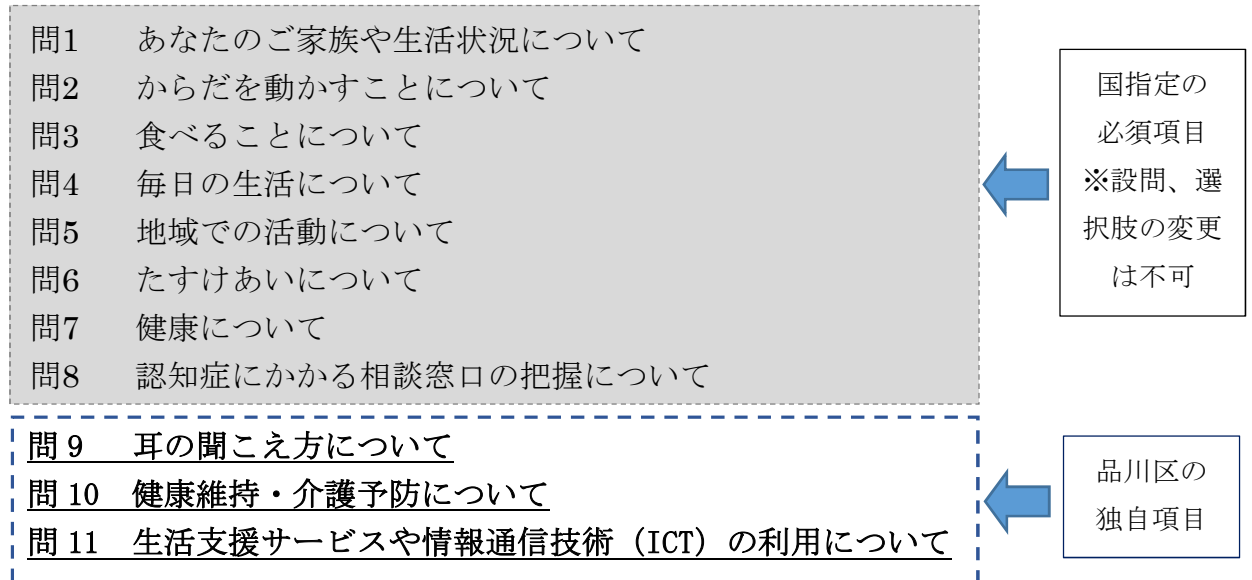 問1 あなたのご家族や生活状況について
問2 からだを動かすことについて
問3 食べることについて
問4 毎日の生活について
問5 地域での活動について
問6 たすけあいについて
問7 健康について
問8 認知症にかかる相談窓口の把握について
国指定の
必須項目
※設問、選
択肢の変更
は不可
問 9 耳の聞こえ方について
問 10 健康維持・介護予防について
問 11 生活支援サービスや情報通信技術（ICT）の利用について
品川区の
独自項目